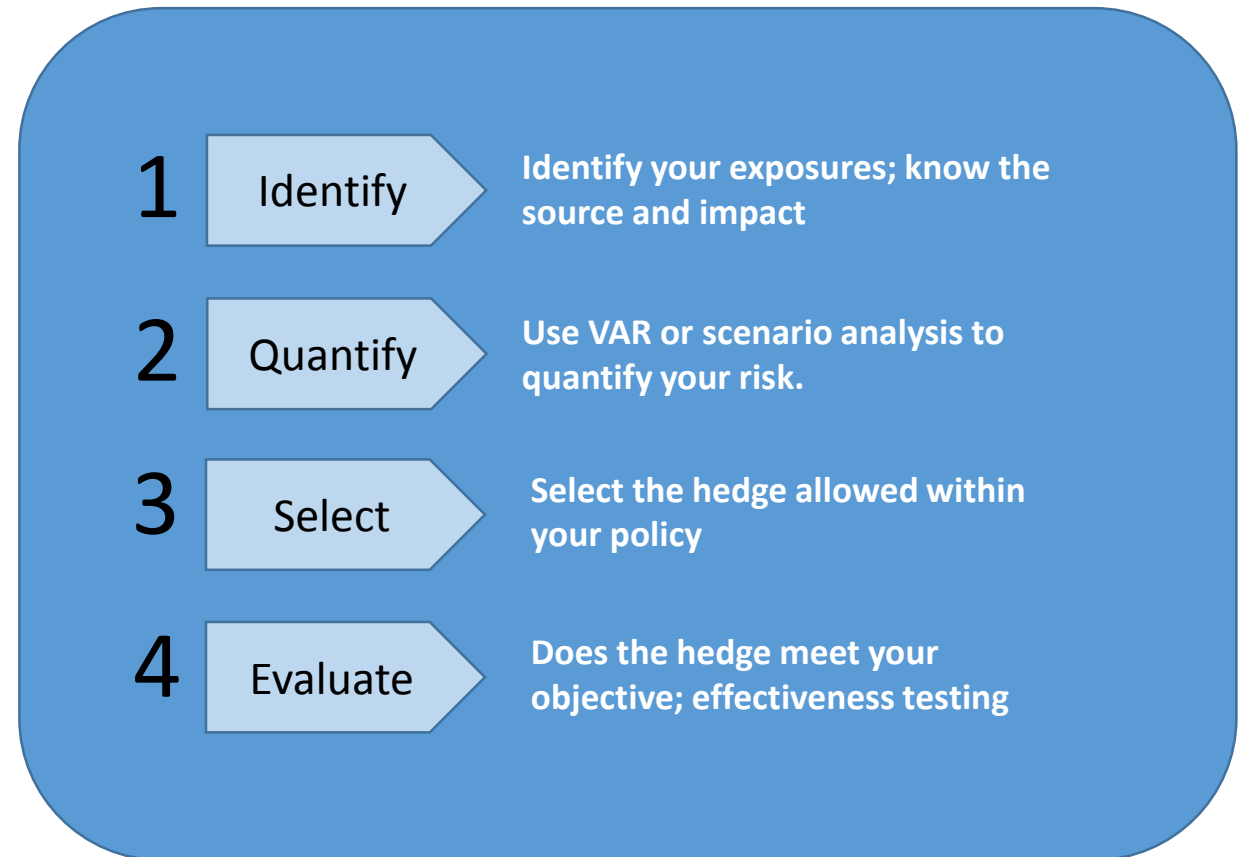 1
Identify
Identify your exposures; know the
source and impact
2
Quantify
Use VAR or scenario analysis to
quantify your risk.
3
Select
Select the hedge allowed within
your policy
4
Evaluate
Does the hedge meet your
objective; effectiveness testing